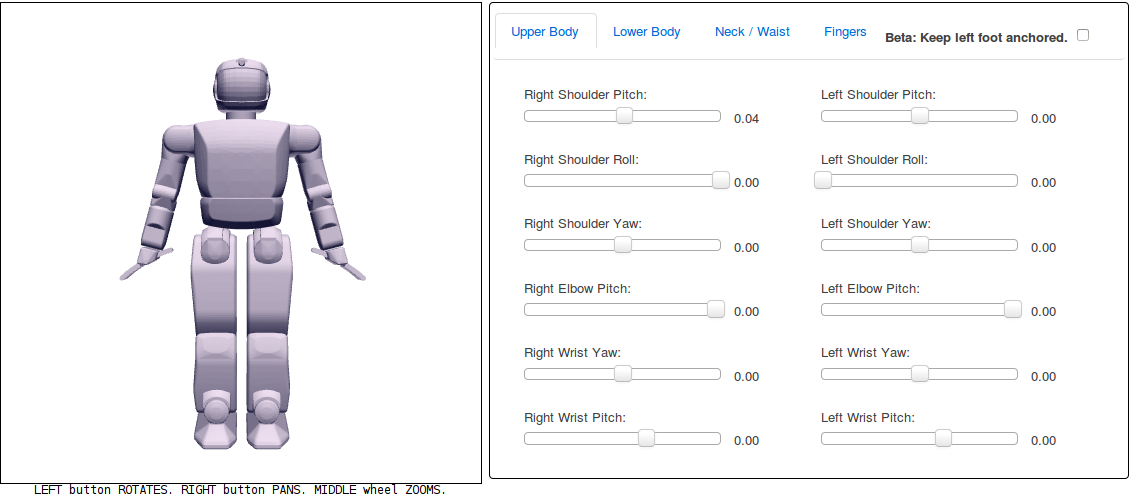 Upper Body Lower Body Neck / Waist Fingers Beta: Keep left foot anchored.
Right Shoulder Pitch: Left Shoulder Pitch:
0.04 0.00
Right Shoulder Roll: Left Shoulder Roll:
0.00 0.00
Right Shoulder Yaw: Left Shoulder Yaw:
0.00 0.00
Right Elbow Pitch: Left Elbow Pitch:
0.00 0.00
Right Wrist Yaw: Left Wrist Yaw:
0.00 0.00
Right Wrist Pitch: Left Wrist Pitch:
0.00 0.00
LEFT button ROTATES. RIGHT button PANS. MIDDLE wheel ZOOMS.